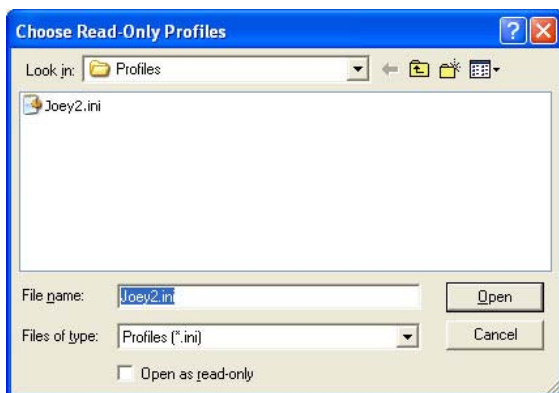 Choose Read-Only Profiles
Look in: Profiles
Joey2.ini
File name: Joey2.ini Open
Files of type: Profiles (*.ini) Cancel
Open as read-only